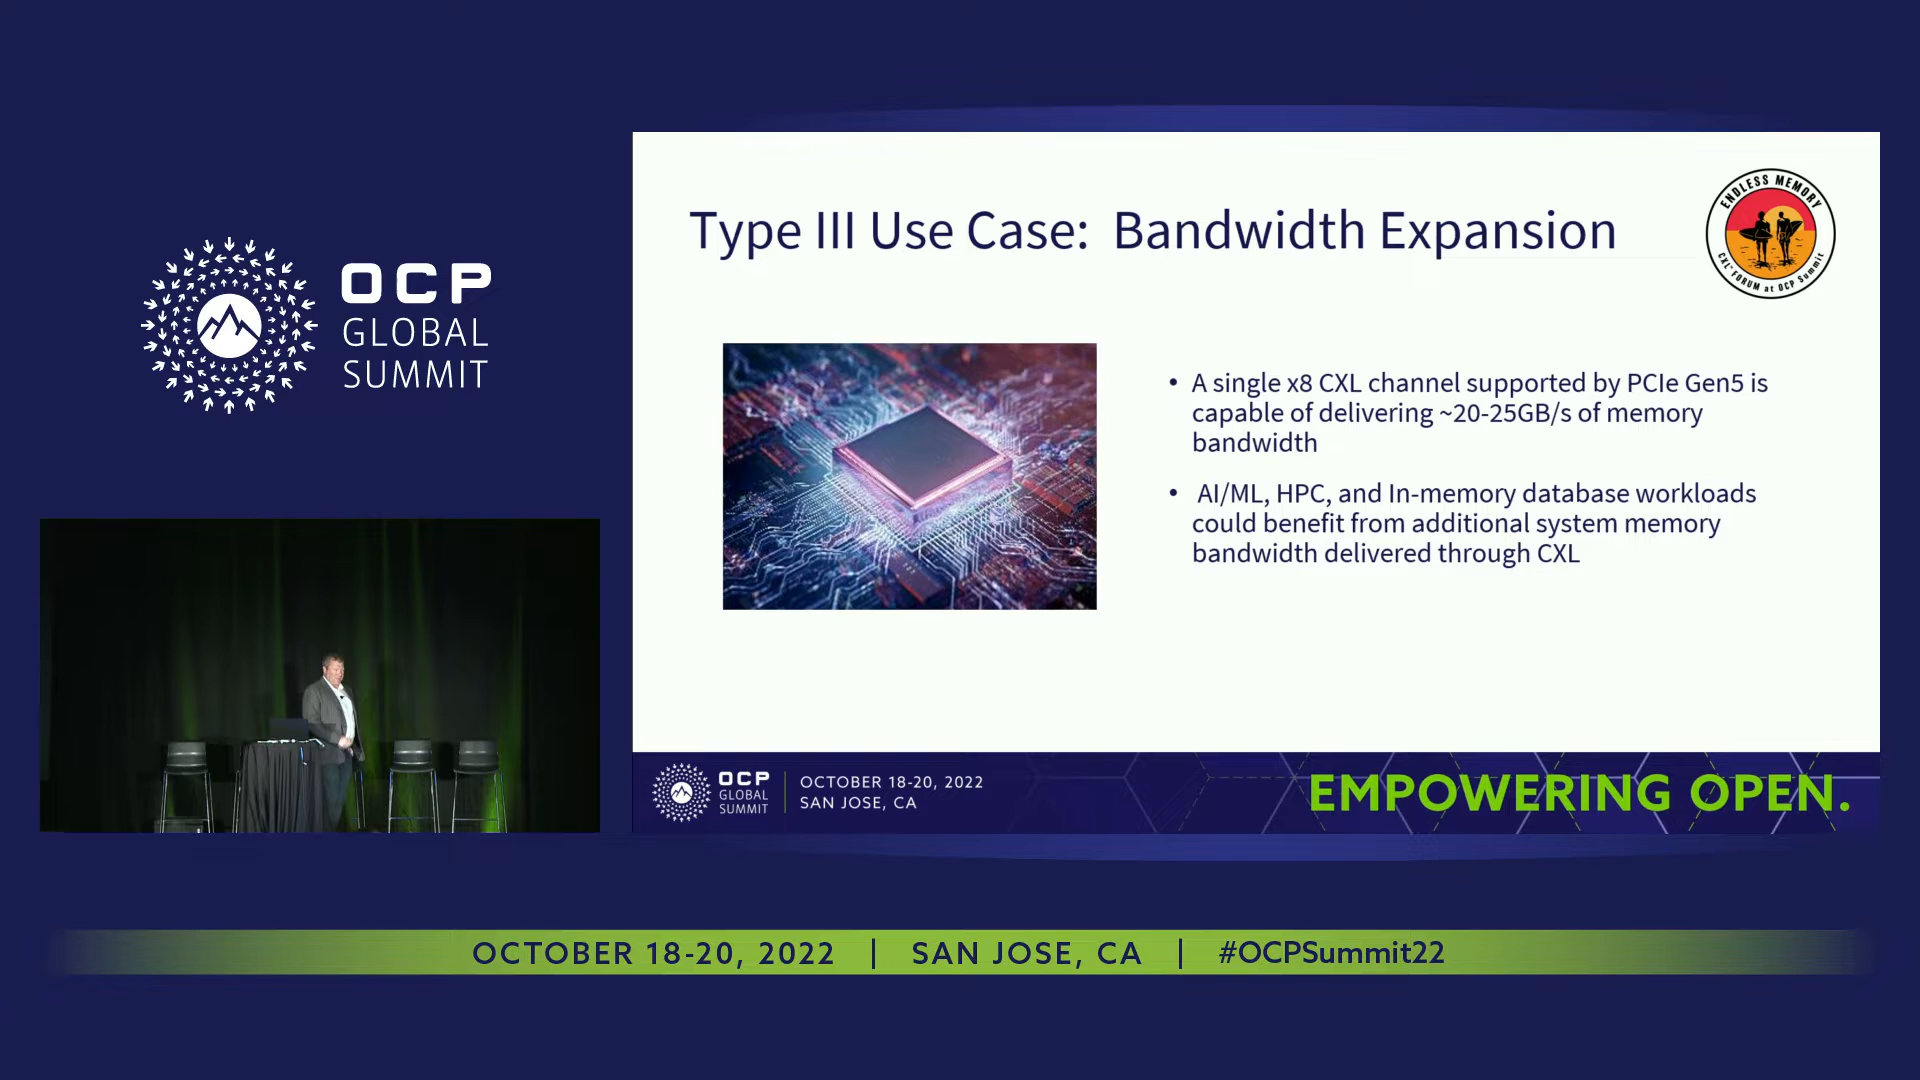 OCP
GLOBAL
SUMMIT
Type III Use Case: Bandwidth Expansion
ENDLESS MEMORY
CXL™ FORUM at OCP Summit
• A single x8 CXL channel supported by PCIe Gen5 is
capable of delivering ~20-25GB/s of memory
bandwidth
• AI/ML, HPC, and In-memory database workloads
could benefit from additional system memory
bandwidth delivered through CXL
OCP
GLOBAL
SUMMIT
OCTOBER 18-20, 2022
SAN JOSE, CA
EMPOWERING OPEN.
OCTOBER 18-20, 2022 | SAN JOSE, CA | #OCPSummit22